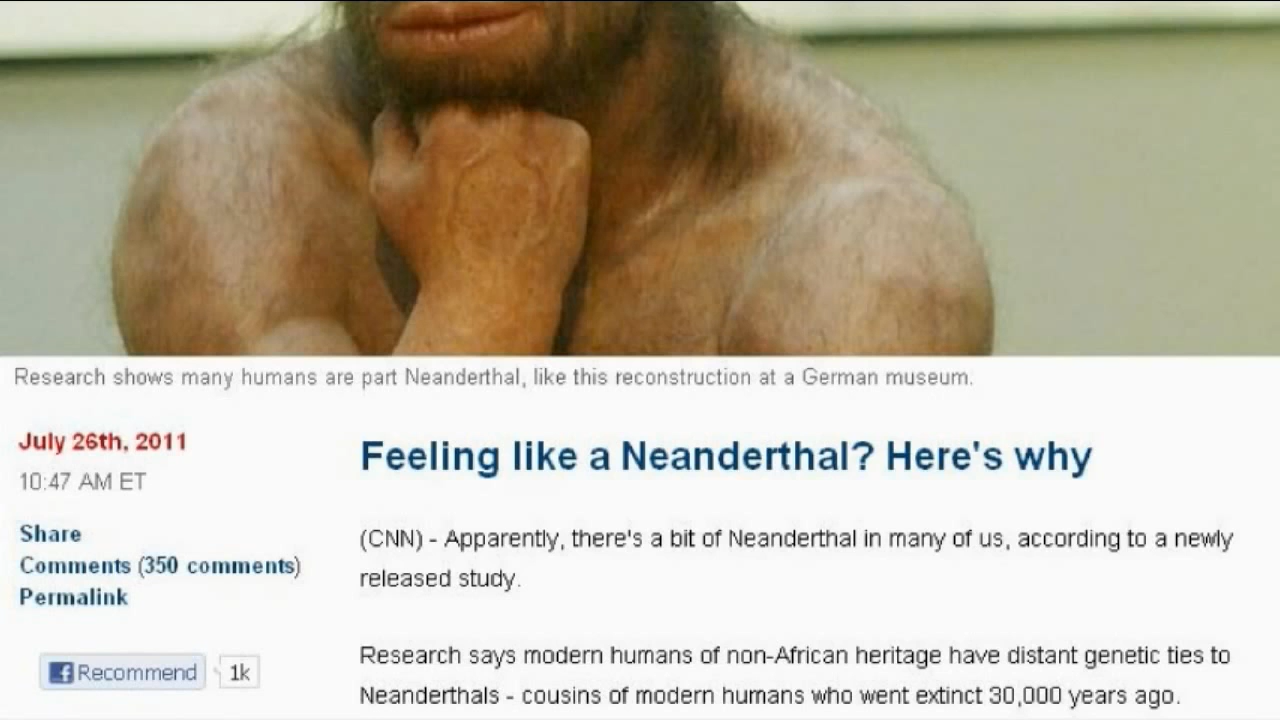 Research shows many humans are part Neanderthal, like this reconstruction at a German museum.
July 26th, 2011
10:47 AM ET
Share
Comments (350 comments)
Permalink
Recommend 1k
Feeling like a Neanderthal? Here's why
(CNN) - Apparently, there's a bit of Neanderthal in many of us, according to a newly
released study.
Research says modern humans of non-African heritage have distant genetic ties to
Neanderthals - cousins of modern humans who went extinct 30,000 years ago.